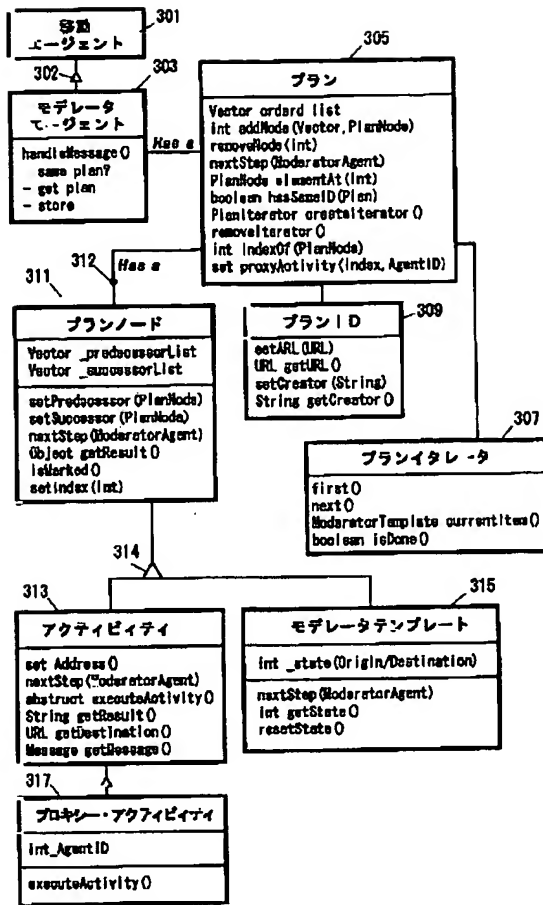 301
移動
エージェント
302
303
モデレータ
エージェント
handleMessage()
same plan?
- get plan
- store
Has a
305
プラン
Vector ordard list
int addNode(Vector,PlanNode)
removeNode(int)
nextStep(ModeratorAgent)
PlanNode elementAt(int)
boolean hasSameID(Plan)
PlanIterator createIterator()
removeIterator()
int indexOf(PlanNode)
set proxyActivity(index,AgentID)
312
Has a
311
プランノード
Vector _predecessorList
Vector _successorList
setPredecessor(PlanNode)
setSuccessor(PlanNode)
nextStep(ModeratorAgent)
Object getResult()
isMarked()
setindex(int)
プランID
309
setARL(URL)
URL getURL()
setCreator(String)
String getCreator()
307
プランイタレータ
first()
next()
ModeratorTemplate currentItem()
boolean isDone()
314
313
アクティビィティ
set Address()
nextStep(ModeratorAgent)
abstruct executeActivity()
String getResult()
URL getDestination()
Message getMessage()
315
モデレータテンプレート
int _state(Origin/Destination)
nextStep(ModeratorAgent)
int getState()
resetState()
317
プロキシー・アクティビィティ
int_AgentID
executeActivity()